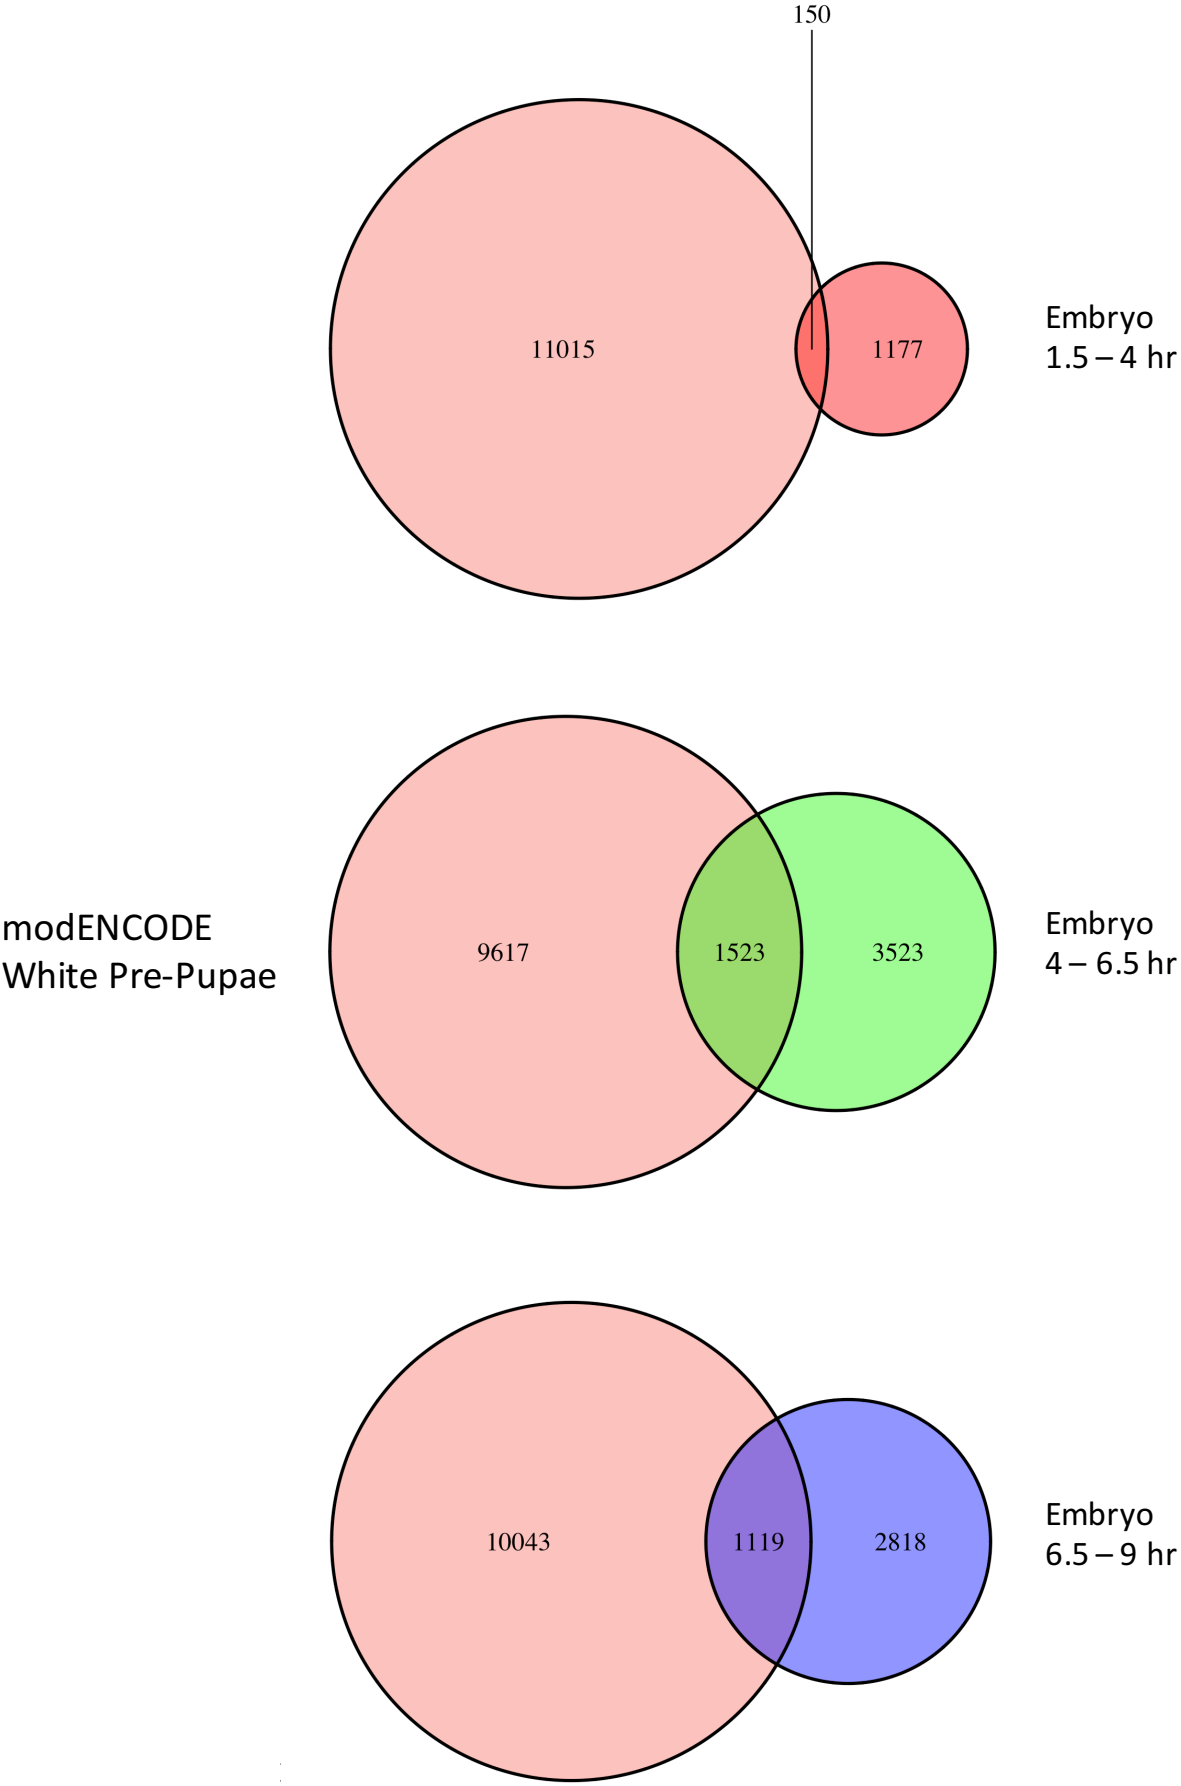 150
11015
1177
Embryo
1.5 – 4 hr
modENCODE
White Pre-Pupae
9617
1523
3523
Embryo
4 – 6.5 hr
10043
1119
2818
Embryo
6.5 – 9 hr